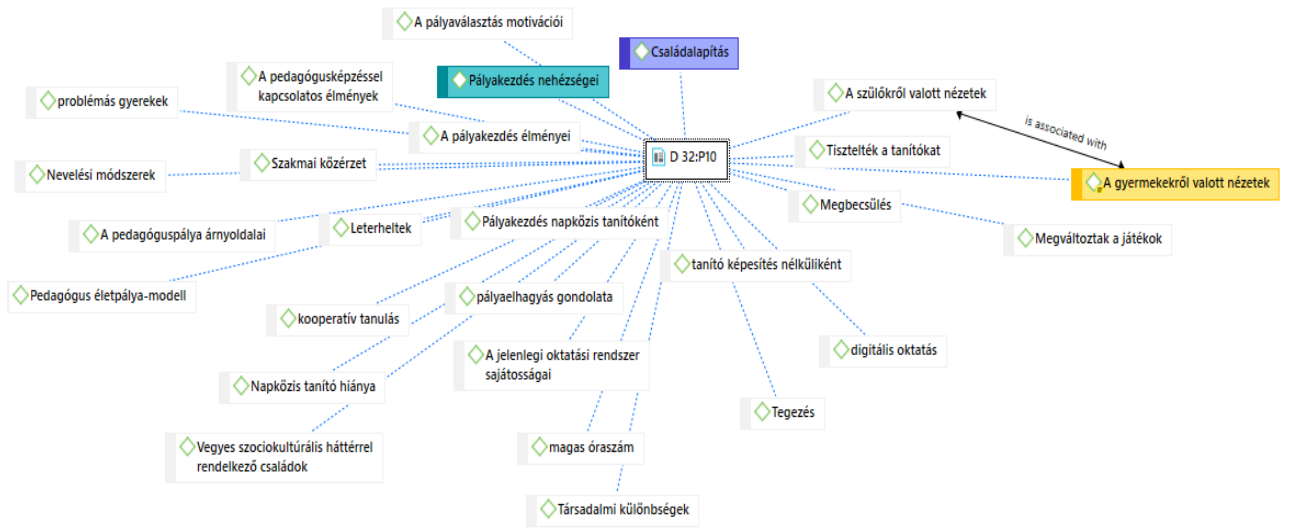 A pályaválasztás motivációi
Családalapítás
A pedagógusképzéssel
kapcsolatos élmények
Pályakezdés nehézségei
problémás gyerekek
A szülőkről valott nézetek
is associated with
A pályakezdés élményei
D 32:P10
Tisztelték a tanítókat
Szakmai közérzet
Nevelési módszerek
A gyermekekről valott nézetek
Megbecsülés
A pedagóguspálya árnyoldalai
Leterheltek
Pályakezdés napközis tanítóként
Megváltoztak a játékok
tanító képesítés nélküliként
Pedagógus életpálya-modell
pályaelhagyás gondolata
kooperatív tanulás
digitális oktatás
A jelenlegi oktatási rendszer
sajátosságai
Napközis tanító hiánya
Tegezés
Vegyes szociokultúrális háttérrel
rendelkező családok
magas óraszám
Társadalmi különbségek